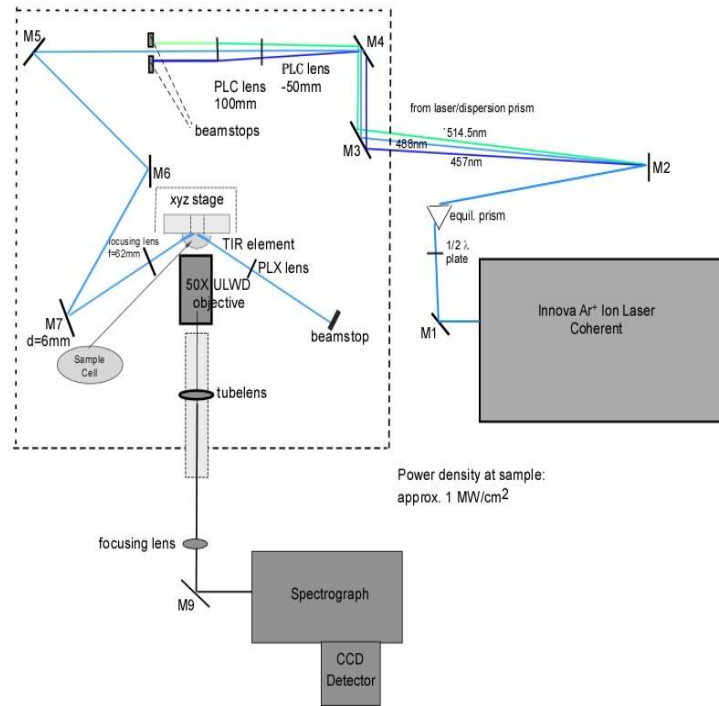 M5
M4
PLC lens
100mm
PLC lens
-50mm
beamstops
from laser/dispersion prism
`514.5nm
488nm
457nm
M3
M2
M6
xyz stage
equil. prism
focusing lens
f=62mm
TIR element
PLX lens
1/2 λ
plate
50X ULWD
objective
Innova Ar+ Ion Laser
Coherent
M7
d=6mm
M1
beamstop
Sample
Cell
tubelens
Power density at sample:
approx. 1 MW/cm2
focusing lens
M9
Spectrograph
CCD
Detector